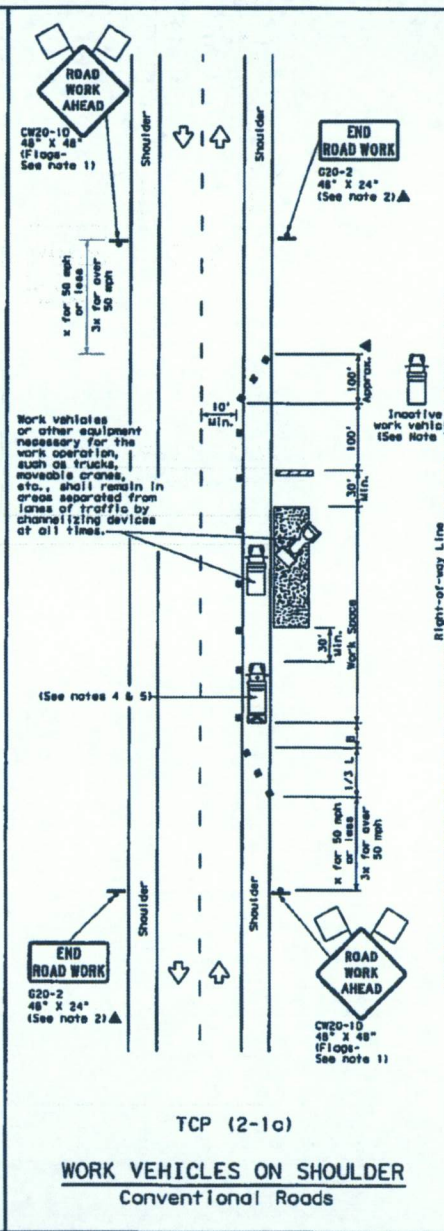 ROAD
WORK
AHEAD
CW20-1D
48" X 48"
(Flags-
See note 1)
Shoulder
Shoulder
END
ROAD WORK
G20-2
48" X 24"
(See note 2)▲
x for 50 mph
or less
3x for over
50 mph
100'
Approx. ▲
Inactive
work vehicle
(See Note
10'
Min.
100'
30'
Min.
Work vehicles
or other equipment
necessary for the
work operation,
such as trucks,
moveable cranes,
etc., shall remain in
areas separated from
lanes of traffic by
channelizing devices
at all times.
Right-of-way Line
Work Space
30'
Min.
(See notes 4 & 5)
B
1/3 L
x for 50 mph
or less
3x for over
50 mph
Shoulder
Shoulder
END
ROAD WORK
G20-2
48" X 24"
(See note 2)▲
ROAD
WORK
AHEAD
CW20-1D
48" X 48"
(Flags-
See note 1)
TCP (2-1a)
WORK VEHICLES ON SHOULDER
Conventional Roads